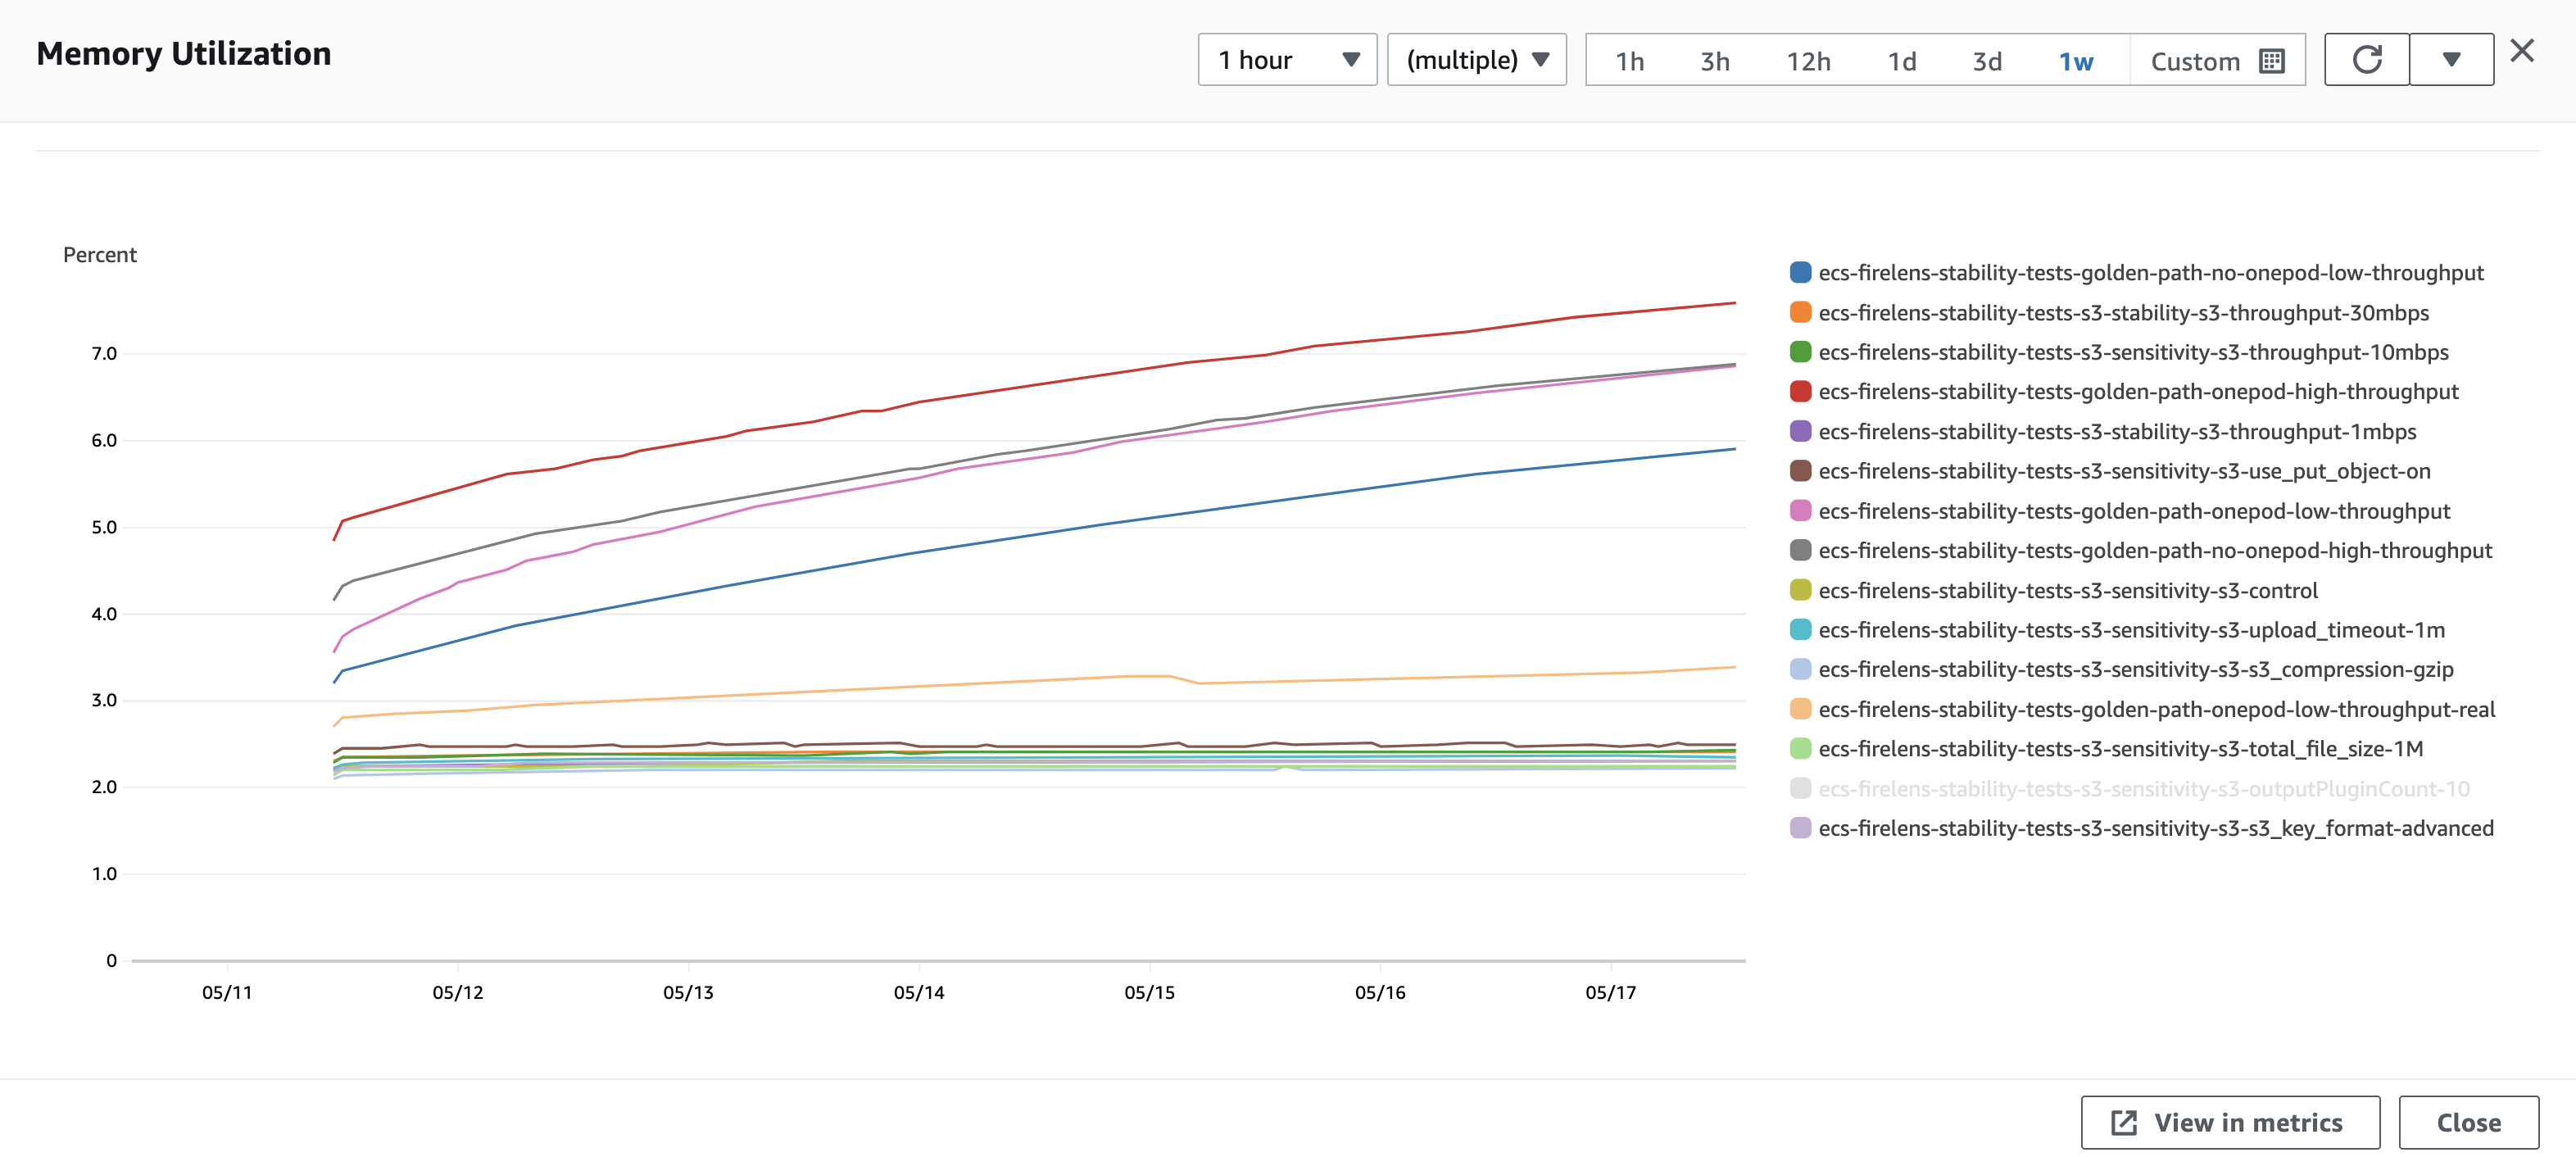 Memory Utilization
1 hour
(multiple)
1h 3h 12h 1d 3d 1w Custom
Percent
7.0
6.0
5.0
4.0
3.0
2.0
1.0
0
05/11 05/12 05/13 05/14 05/15 05/16 05/17
ecs-firelens-stability-tests-golden-path-no-onepod-low-throughput
ecs-firelens-stability-tests-s3-stability-s3-throughput-30mbps
ecs-firelens-stability-tests-s3-sensitivity-s3-throughput-10mbps
ecs-firelens-stability-tests-golden-path-onepod-high-throughput
ecs-firelens-stability-tests-s3-stability-s3-throughput-1mbps
ecs-firelens-stability-tests-s3-sensitivity-s3-use_put_object-on
ecs-firelens-stability-tests-golden-path-onepod-low-throughput
ecs-firelens-stability-tests-golden-path-no-onepod-high-throughput
ecs-firelens-stability-tests-s3-sensitivity-s3-control
ecs-firelens-stability-tests-s3-sensitivity-s3-upload_timeout-1m
ecs-firelens-stability-tests-s3-sensitivity-s3-s3_compression-gzip
ecs-firelens-stability-tests-golden-path-onepod-low-throughput-real
ecs-firelens-stability-tests-s3-sensitivity-s3-total_file_size-1M
ecs-firelens-stability-tests-s3-sensitivity-s3-outputPluginCount-10
ecs-firelens-stability-tests-s3-sensitivity-s3-s3_key_format-advanced
View in metrics
Close